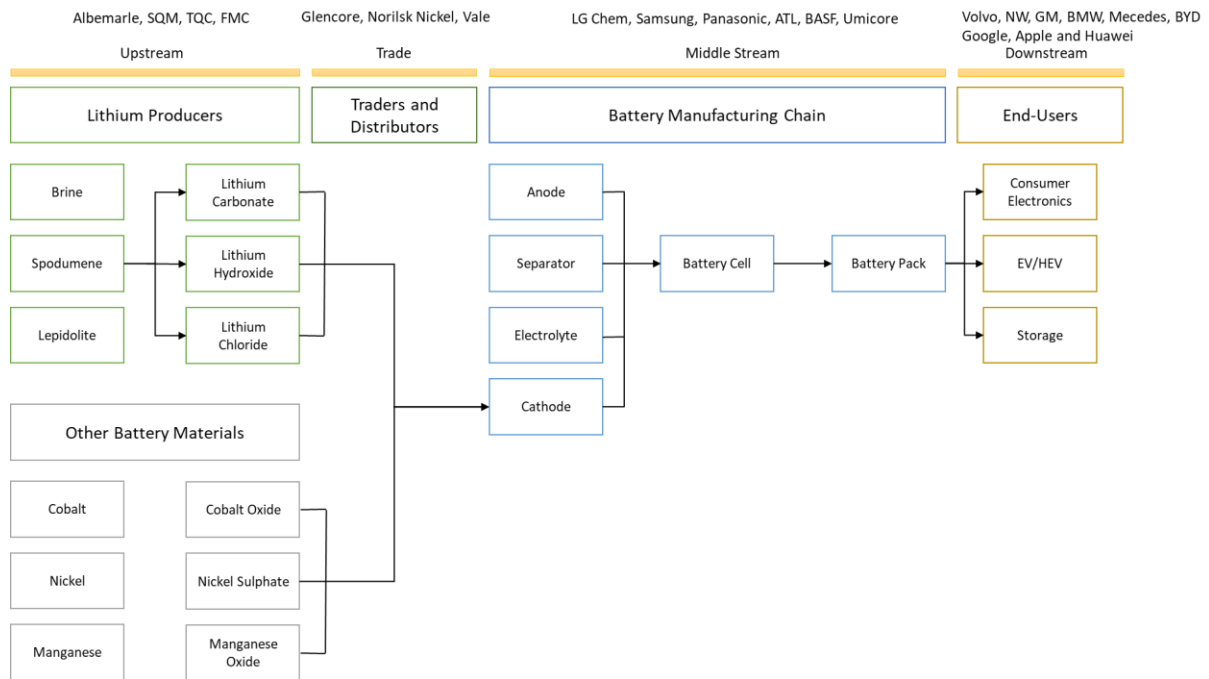 Albemarle, SQM, TQC, FMC
Glencore, Norilsk Nickel, Vale
LG Chem, Samsung, Panasonic, ATL, BASF, Umicore
Volvo, NW, GM, BMW, Mecedes, BYD
Google, Apple and Huawei
Upstream
Trade
Middle Stream
Downstream
Lithium Producers
Traders and
Distributors
Battery Manufacturing Chain
End-Users
Brine
Lithium
Carbonate
Anode
Consumer
Electronics
Spodumene
Lithium
Hydroxide
Separator
Battery Cell
Battery Pack
EV/HEV
Lepidolite
Lithium
Chloride
Electrolyte
Storage
Cathode
Other Battery Materials
Cobalt
Cobalt Oxide
Nickel
Nickel Sulphate
Manganese
Manganese
Oxide